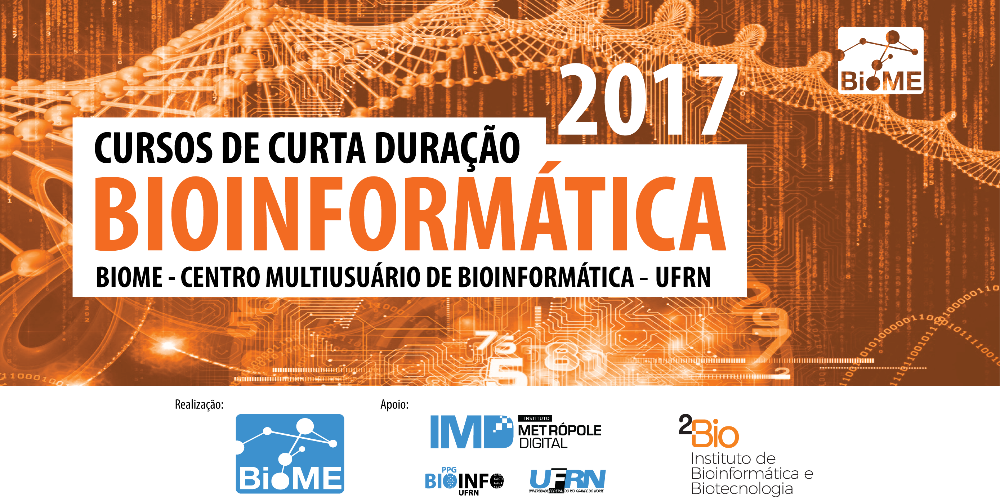 2017
BiOME
CURSOS DE CURTA DURAÇÃO
BIOINFORMÁTICA
BIOME - CENTRO MULTIUSUÁRIO DE BIOINFORMÁTICA - UFRN
Realização:
Apoio:
BiOME
IMD
INSTITUTO
METRÓPOLE
DIGITAL
PPG
BIOINFO
UFRN
UFRN
UNIVERSIDADE FEDERAL DO RIO GRANDE DO NORTE
2Bio
Instituto de
Bioinformática e
Biotecnologia